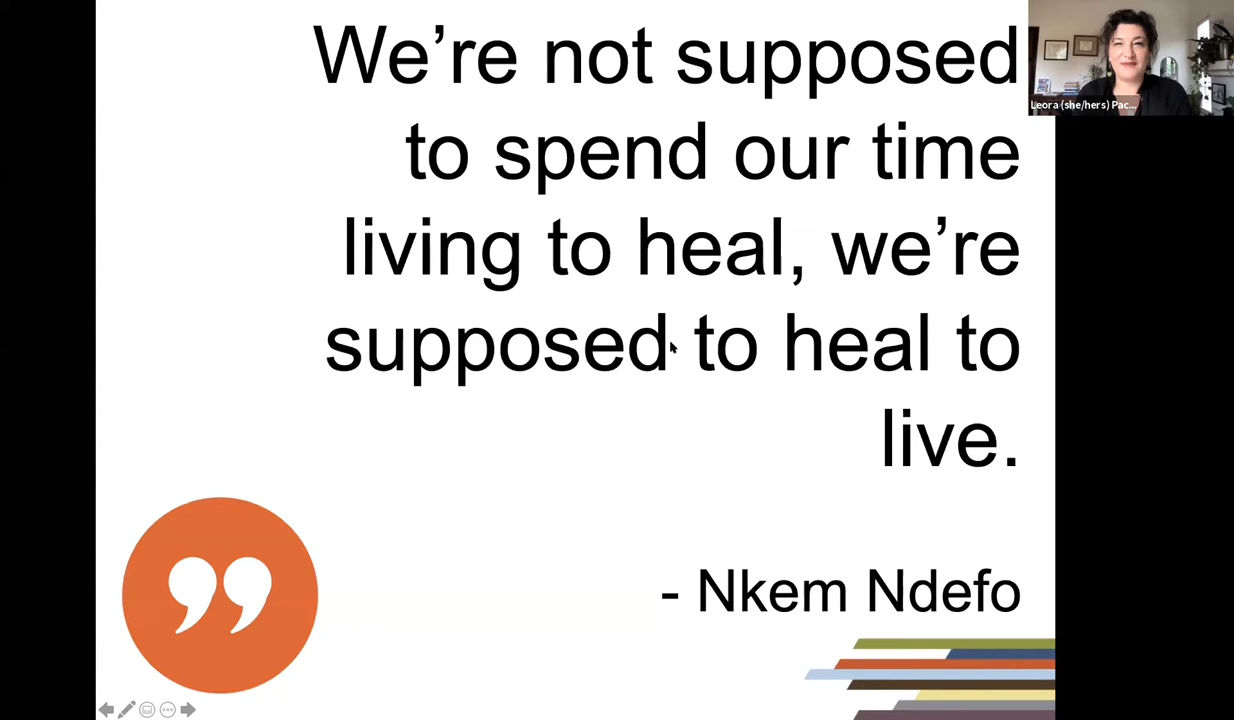 We’re not supposed
to spend our time
living to heal, we’re
supposed to heal to
live.
- Nkem Ndefo
Leora (she/hers) Pac...